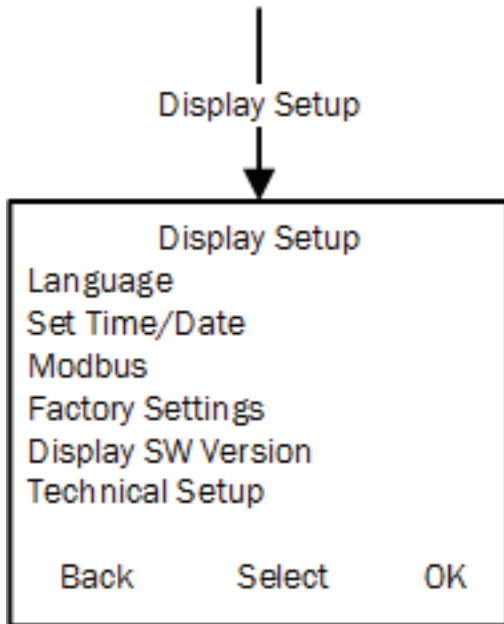 Display Setup
Display Setup
Language
Set Time/Date
Modbus
Factory Settings
Display SW Version
Technical Setup
Back Select OK